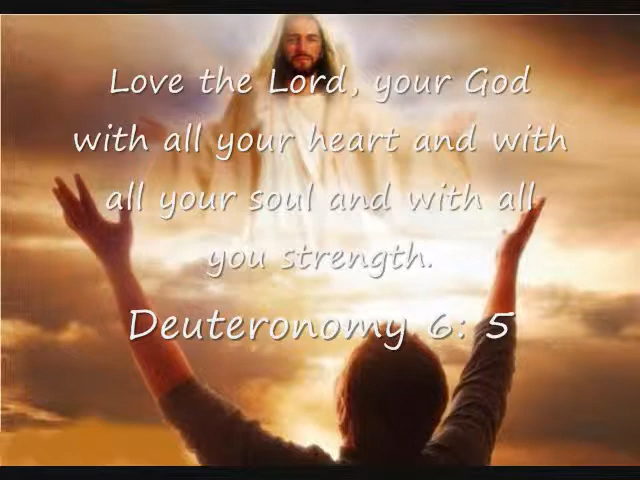 Love the Lord, your God
with all your heart and with
all your soul and with all
you strength.
Deuteronomy 6: 5